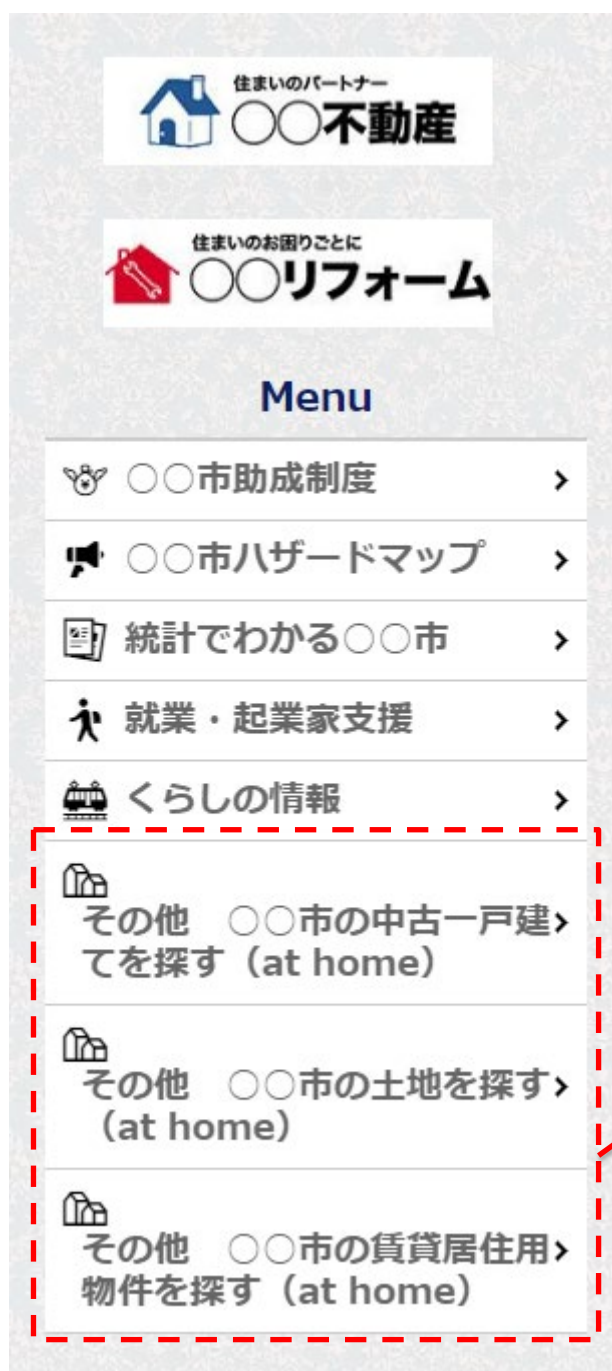 住まいのパートナー
○○不動産
住まいのお困りごとに
○○リフォーム
Menu
○○市助成制度
○○市ハザードマップ
統計でわかる○○市
就業・起業家支援
くらしの情報
その他　○○市の中古一戸建
てを探す（at home）
その他　○○市の土地を探す
（at home）
その他　○○市の賃貸居住用
物件を探す（at home）